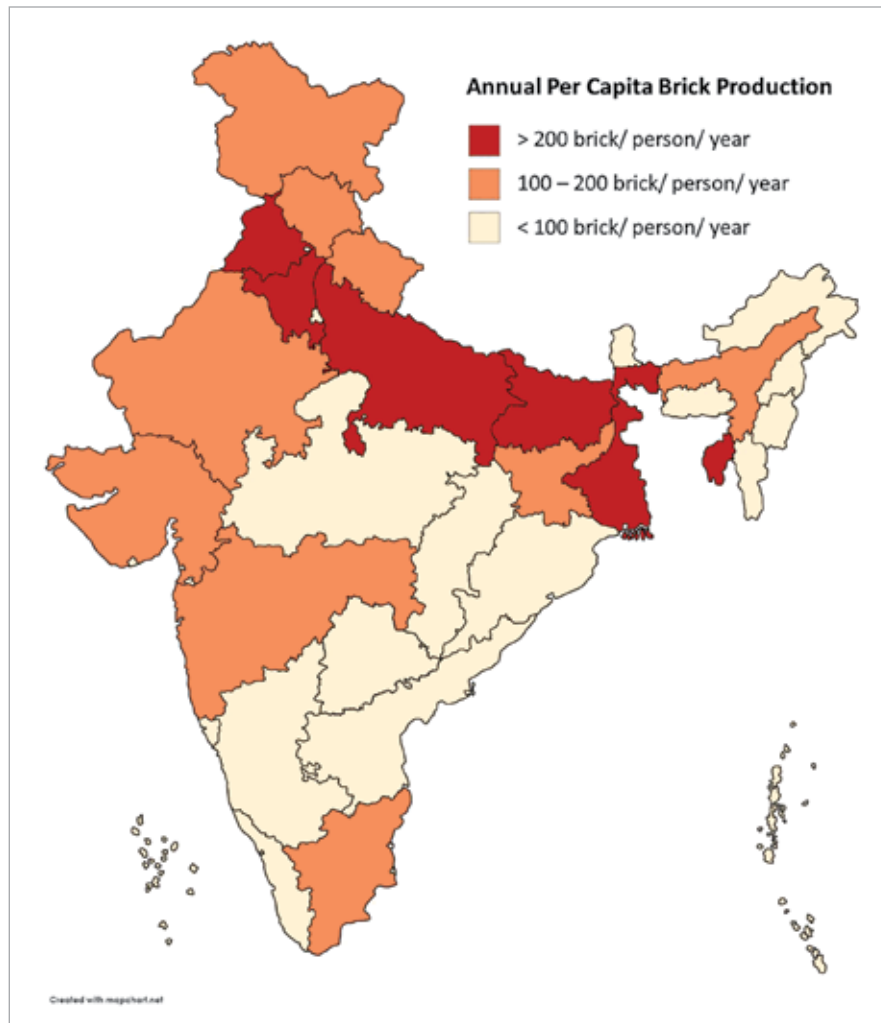 Annual Per Capita Brick Production
> 200 brick/ person/ year
100 – 200 brick/ person/ year
< 100 brick/ person/ year
Created with mapchart.net